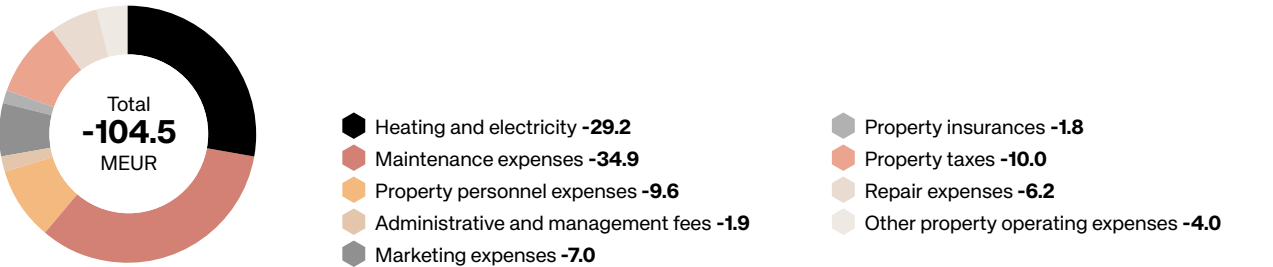 Total
-104.5
MEUR
Heating and electricity -29.2
Maintenance expenses -34.9
Property personnel expenses -9.6
Administrative and management fees -1.9
Marketing expenses -7.0
Property insurances -1.8
Property taxes -10.0
Repair expenses -6.2
Other property operating expenses -4.0